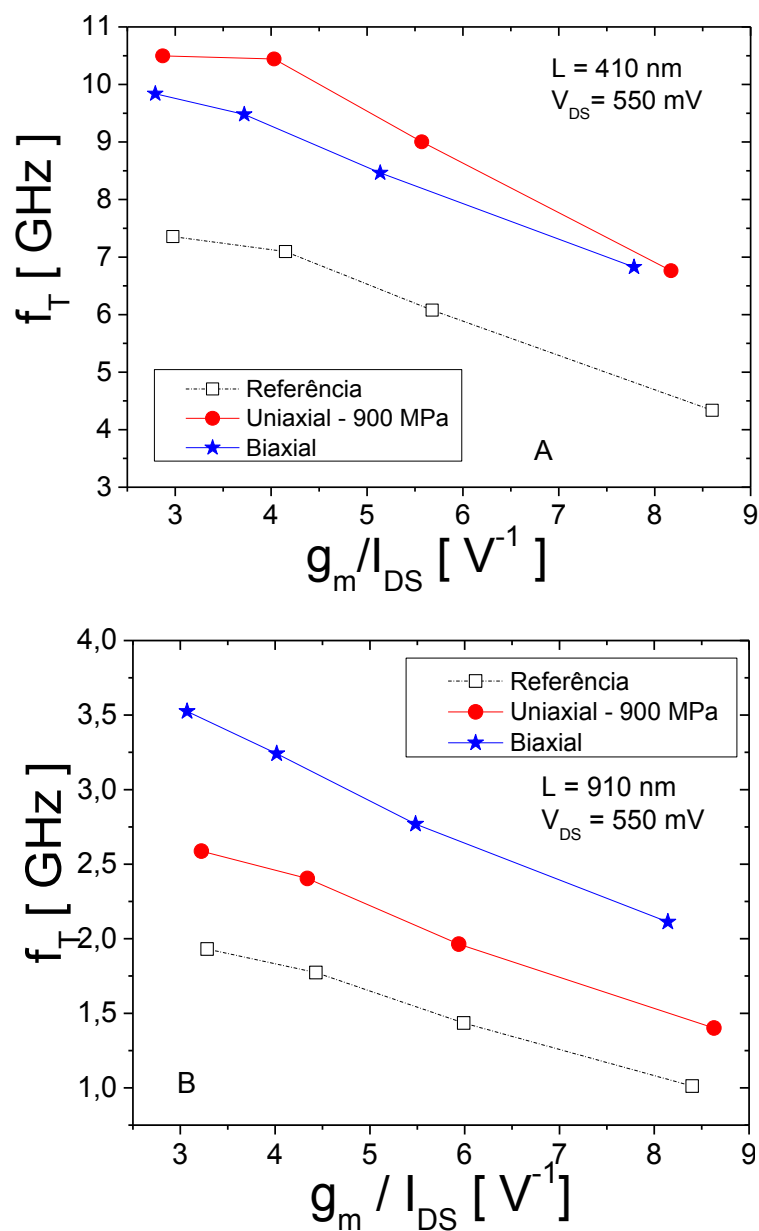 11
10
9
8
7
6
5
4
3
f_T [ GHz]
L = 410 nm
V_DS= 550 mV
Referência
Uniaxial - 900 MPa
Biaxial
A
3 4 5 6 7 8 9
g_m/I_DS [ V^-1 ]
4,0
3,5
3,0
2,5
2,0
1,5
1,0
f_T [ GHz ]
Referência
Uniaxial - 900 MPa
Biaxial
L = 910 nm
V_DS = 550 mV
B
3 4 5 6 7 8 9
g_m / I_DS [ V^-1 ]